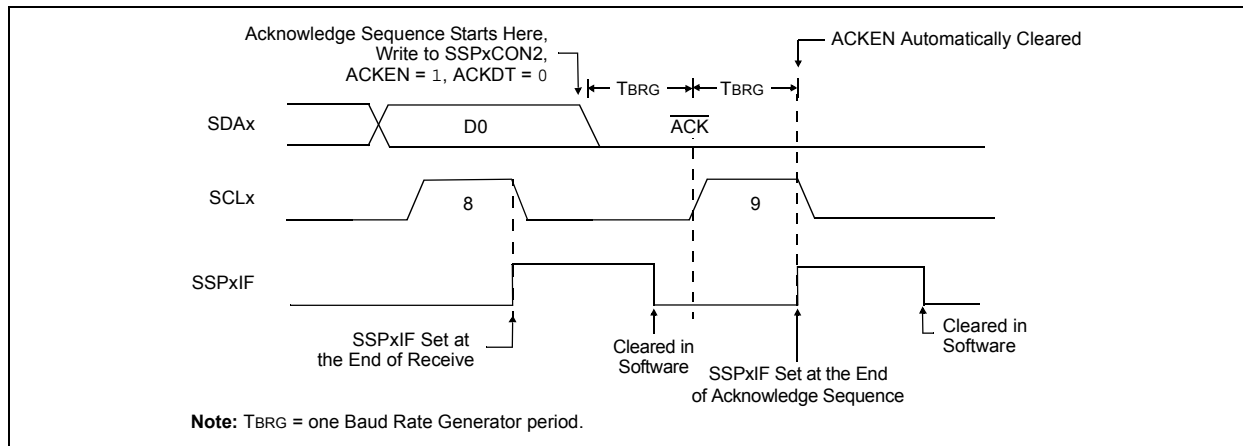 Acknowledge Sequence Starts Here,
Write to SSPxCON2,
ACKEN = 1, ACKDT = 0
ACKEN Automatically Cleared
TBRG
TBRG
SDAx
D0
ACK
SCLx
8
9
SSPxIF
SSPxIF Set at
the End of Receive
Cleared in
Software
SSPxIF Set at the End
of Acknowledge Sequence
Cleared in
Software
Note: TBRG = one Baud Rate Generator period.